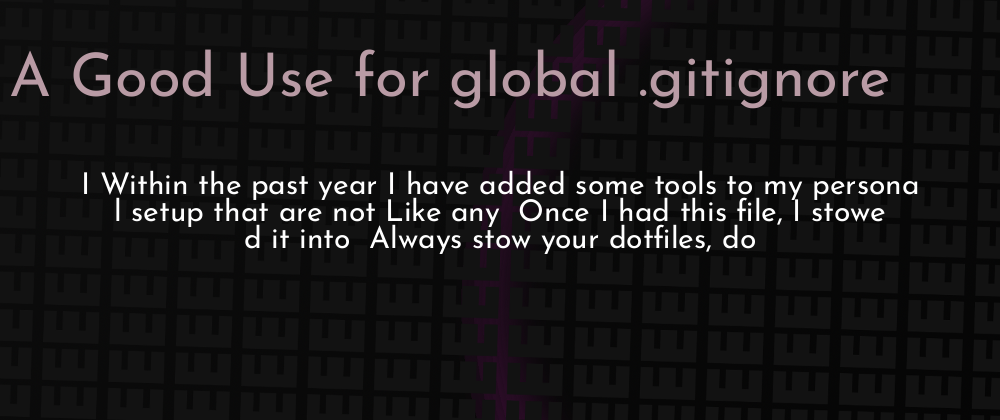 A Good Use for global .gitignore
I Within the past year I have added some tools to my persona
l setup that are not Like any  Once I had this file, I stowe
d it into  Always stow your dotfiles, do